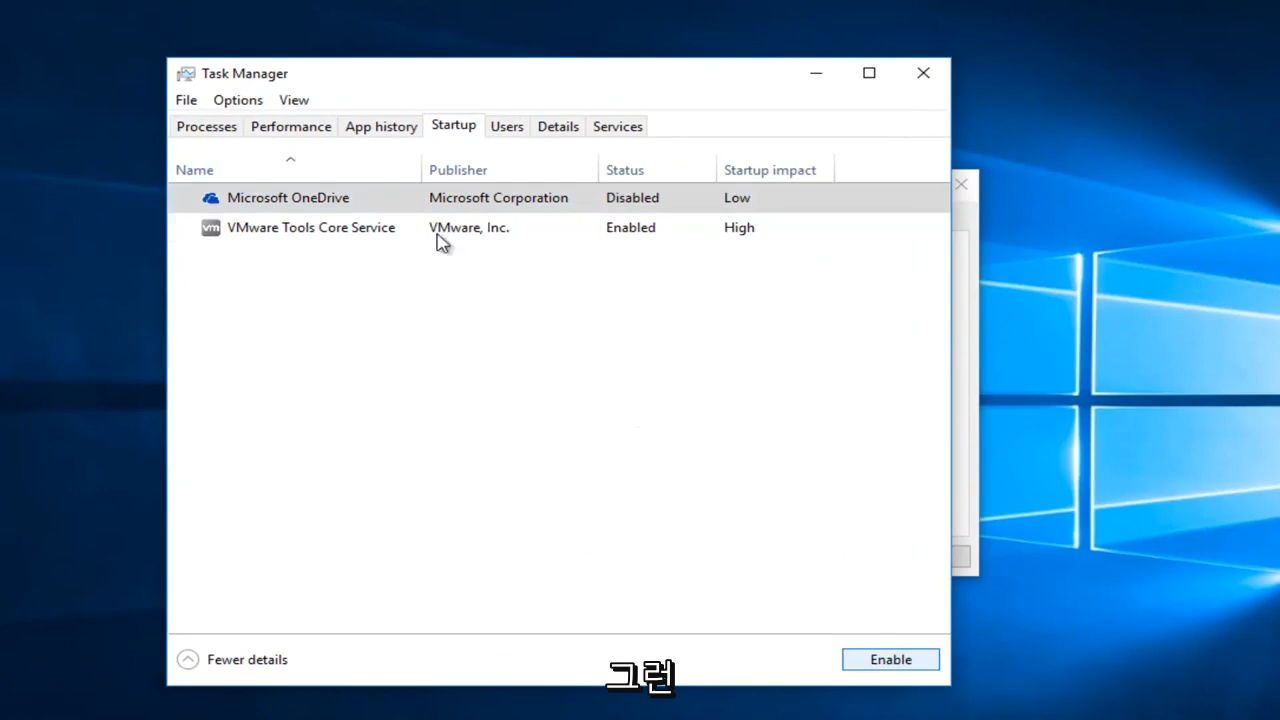 Task Manager
File Options View
Processes Performance App history Startup Users Details Services
Name Publisher Status Startup impact
Microsoft OneDrive Microsoft Corporation Disabled Low
vm VMware Tools Core Service VMware, Inc. Enabled High
Fewer details Enable
그런